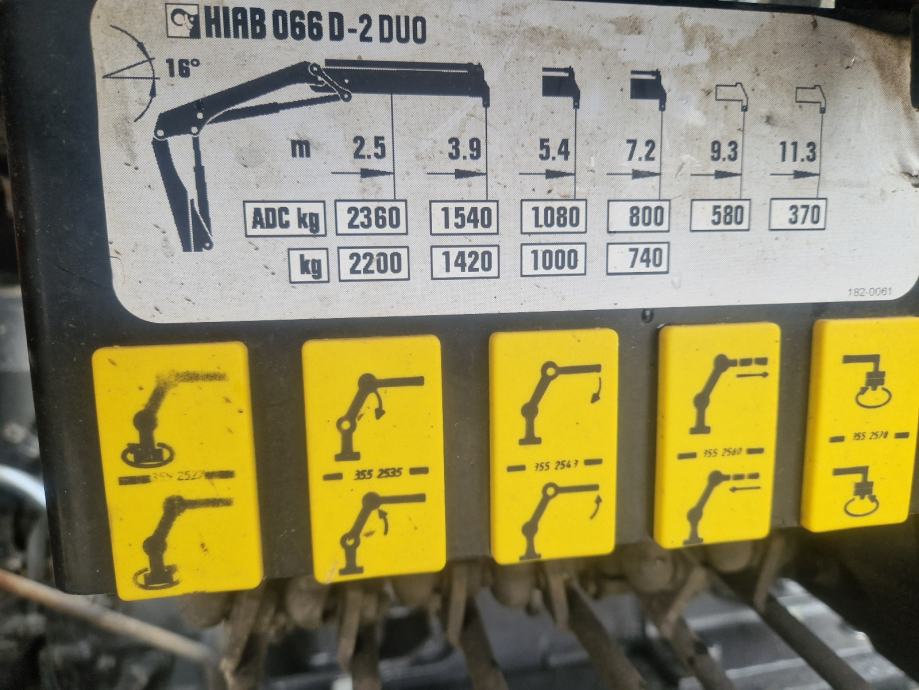 HIAB 066 D-2 DUO
16°
m 2.5 3.9 5.4 7.2 9.3 11.3
ADC kg 2360 1540 1080 800 580 370
kg 2200 1420 1000 740
182-0061
355 2535 355 2543 355 2560 355 2578